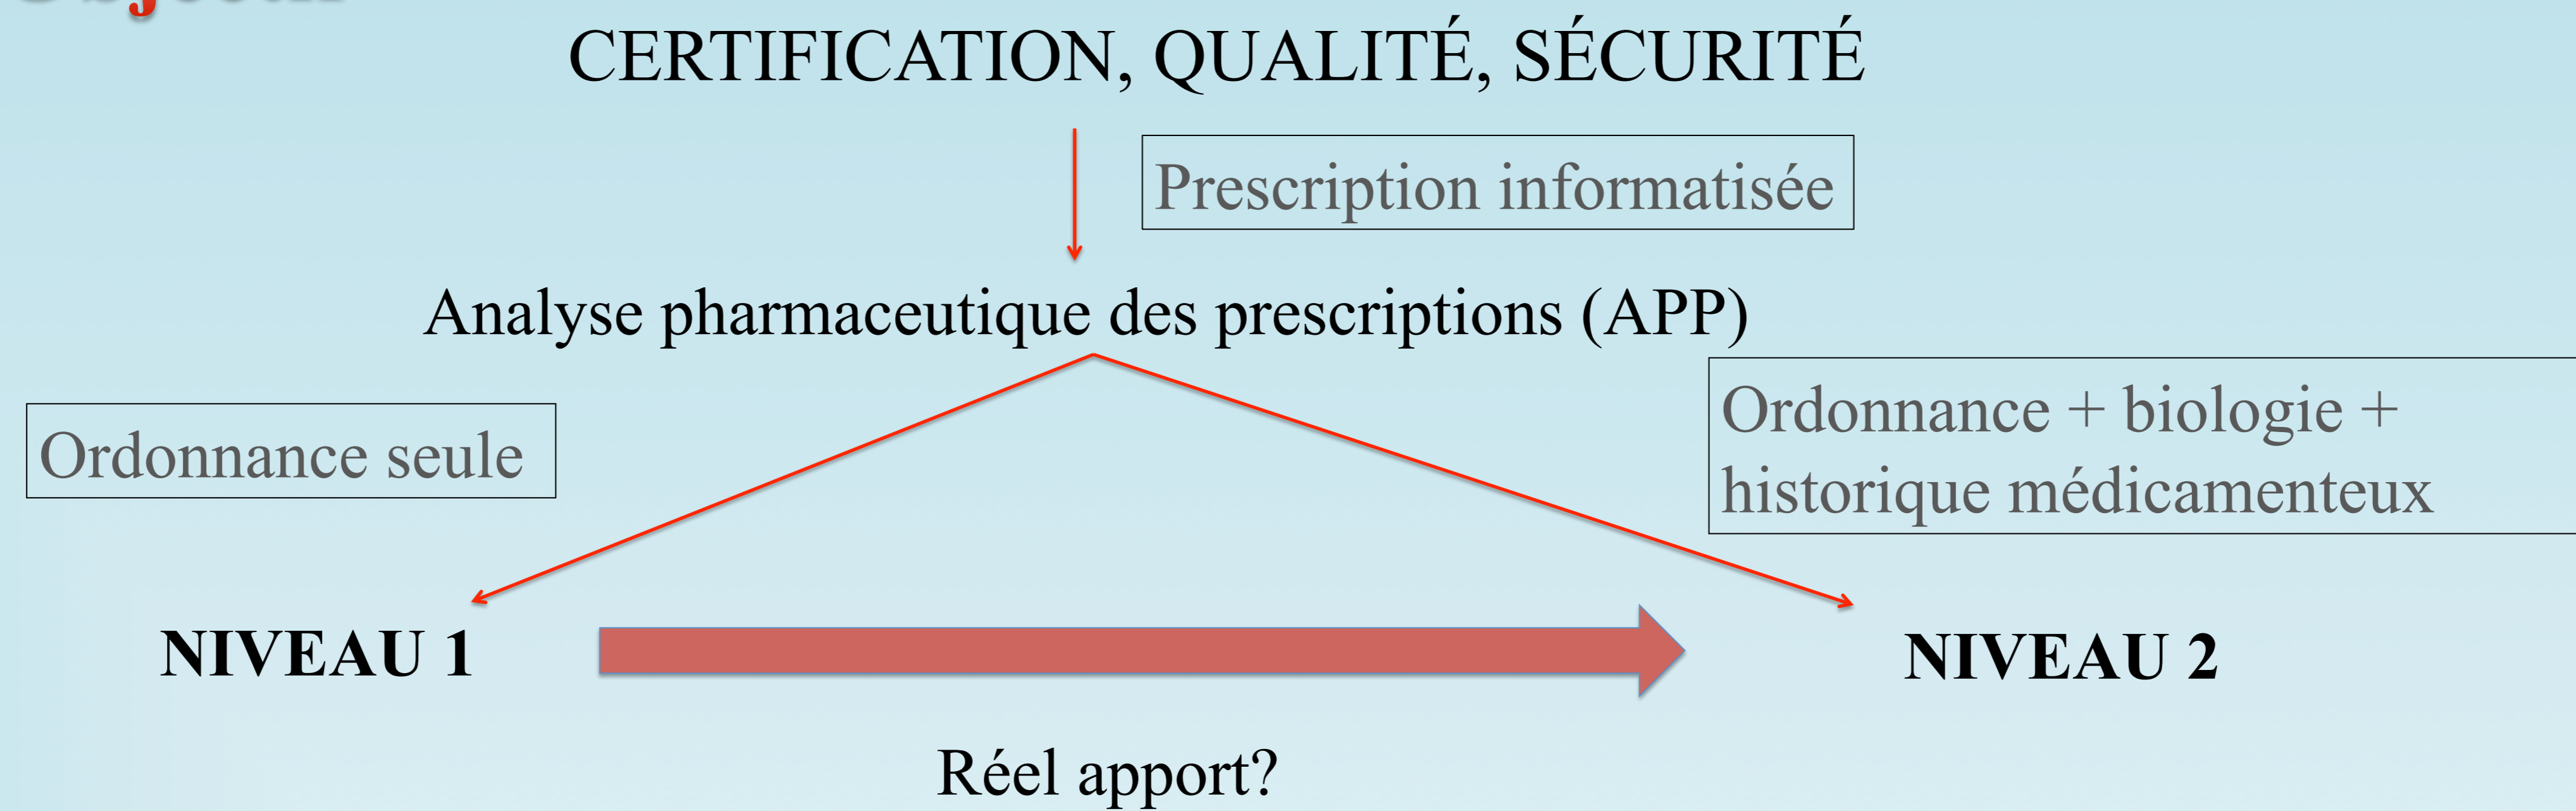 CERTIFICATION, QUALITÉ, SÉCURITÉ
Prescription informatisée
Analyse pharmaceutique des prescriptions (APP)
Ordonnance seule
Ordonnance + biologie +
historique médicamenteux
NIVEAU 1
NIVEAU 2
Réel apport?